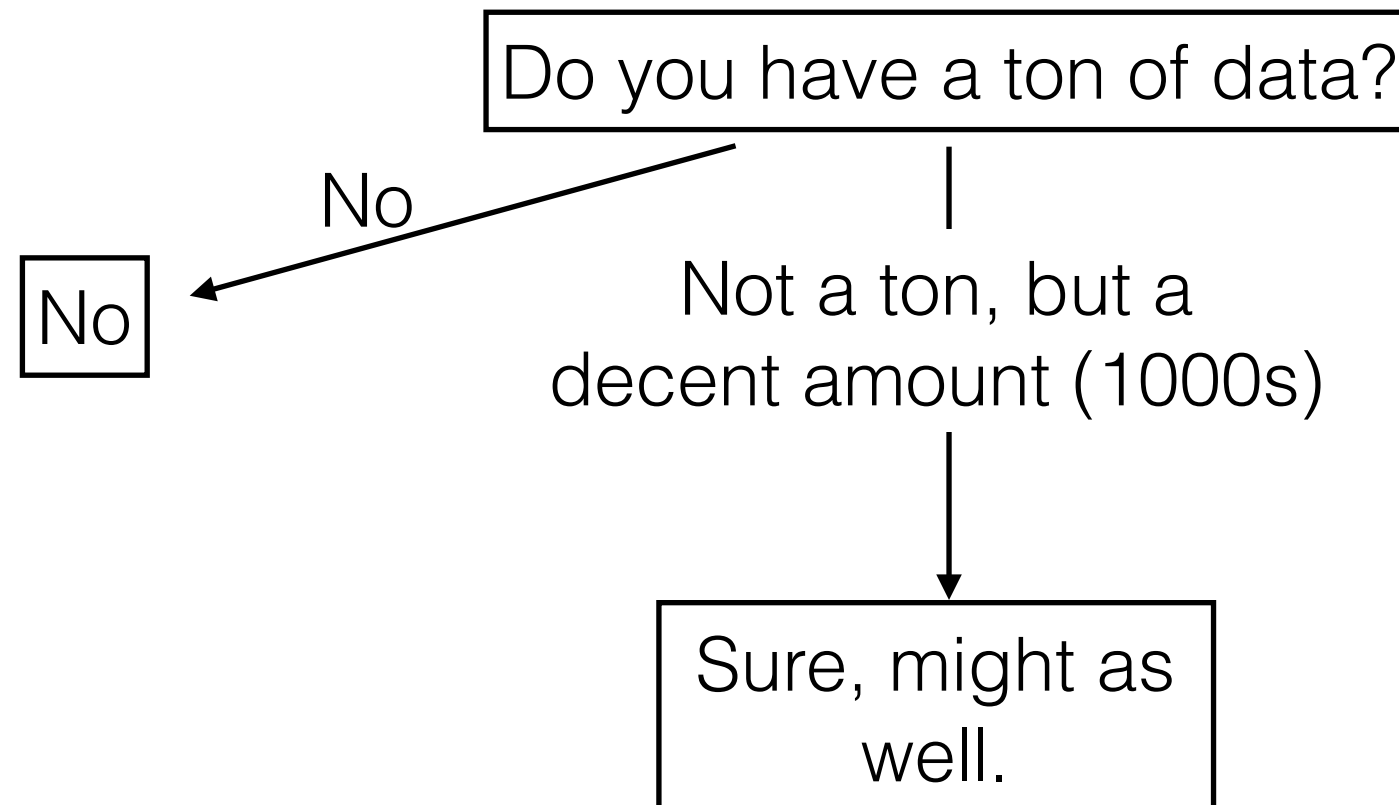 Do you have a ton of data?
No
No
Not a ton, but a
decent amount (1000s)
Sure, might as
well.